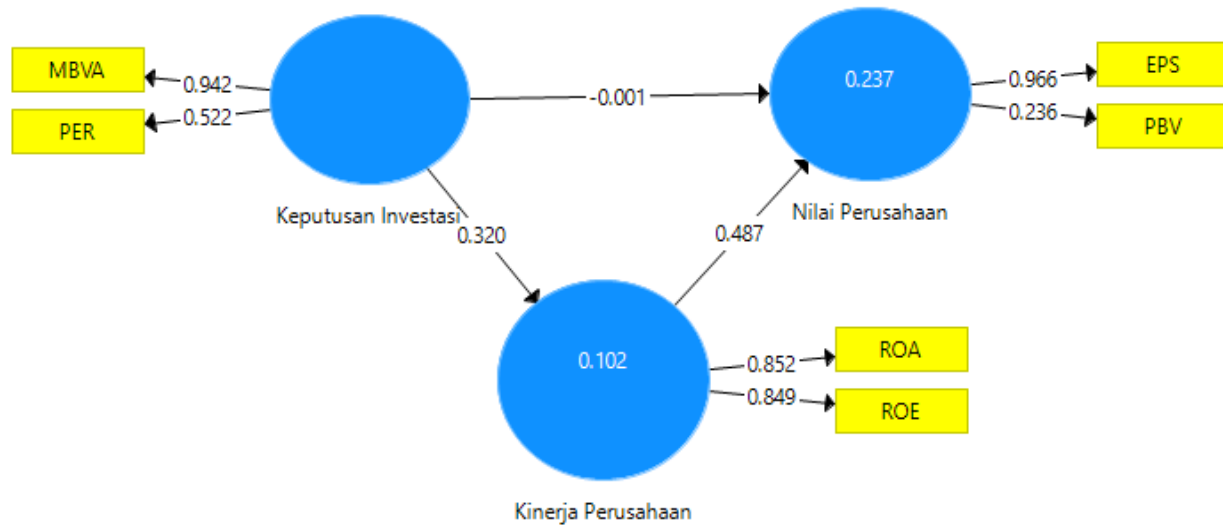 MBVA
PER
0.942
0.522
Keputusan Investasi
-0.001
0.237
Nilai Perusahaan
0.966
0.236
EPS
PBV
0.320
0.487
0.102
Kinerja Perusahaan
0.852
0.849
ROA
ROE